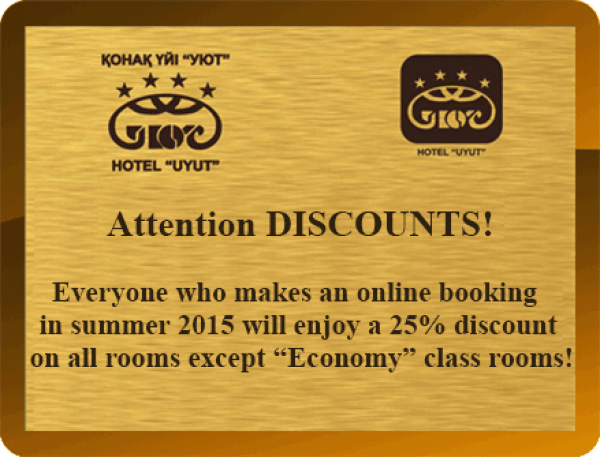 ҚОНАҚ ҮЙІ “УЮТ”
HOTEL “UYUT”
HOTEL “UYUT”
Attention DISCOUNTS!
Everyone who makes an online booking
in summer 2015 will enjoy a 25% discount
on all rooms except “Economy” class rooms!